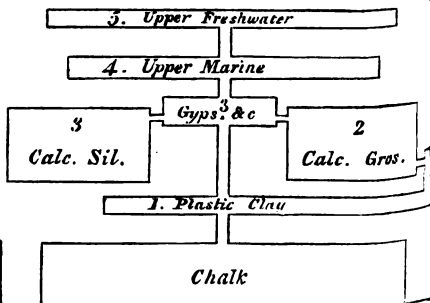 5. Upper Freshwater
4. Upper Marine
3
Gyps. &c
3
Calc. Sil.
2
Calc. Gros.
1. Plastic Clay
Chalk